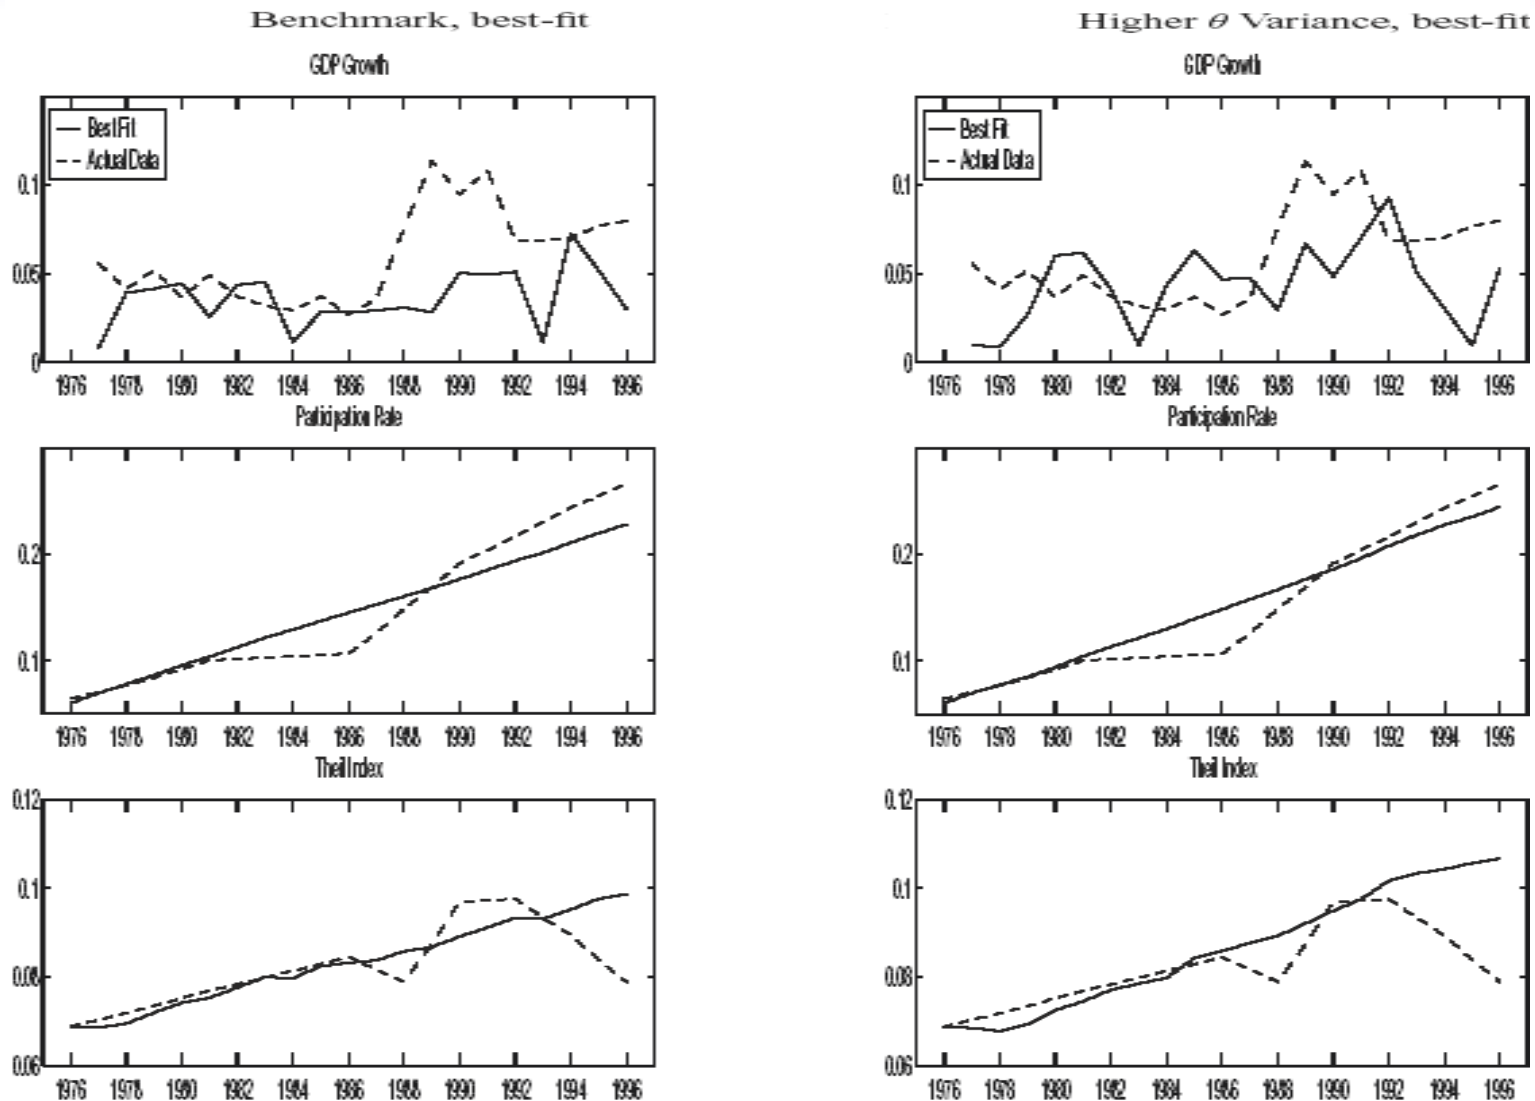 Benchmark, best-fit
GDP Growth
Best Fit
Actual Data
0.1
0.05
0
1976 1978 1980 1982 1984 1986 1988 1990 1992 1994 1996
Participation Rate
0.2
0.1
1976 1978 1980 1982 1984 1986 1988 1990 1992 1994 1996
Theil Index
0.12
0.1
0.08
0.06
1976 1978 1980 1982 1984 1986 1988 1990 1992 1994 1996
Higher θ Variance, best-fit
GDP Growth
Best Fit
Actual Data
0.1
0.05
0
1976 1978 1980 1982 1984 1986 1988 1990 1992 1994 1996
Participation Rate
0.2
0.1
1976 1978 1980 1982 1984 1986 1988 1990 1992 1994 1996
Theil Index
0.12
0.1
0.08
0.06
1976 1978 1980 1982 1984 1986 1988 1990 1992 1994 1996